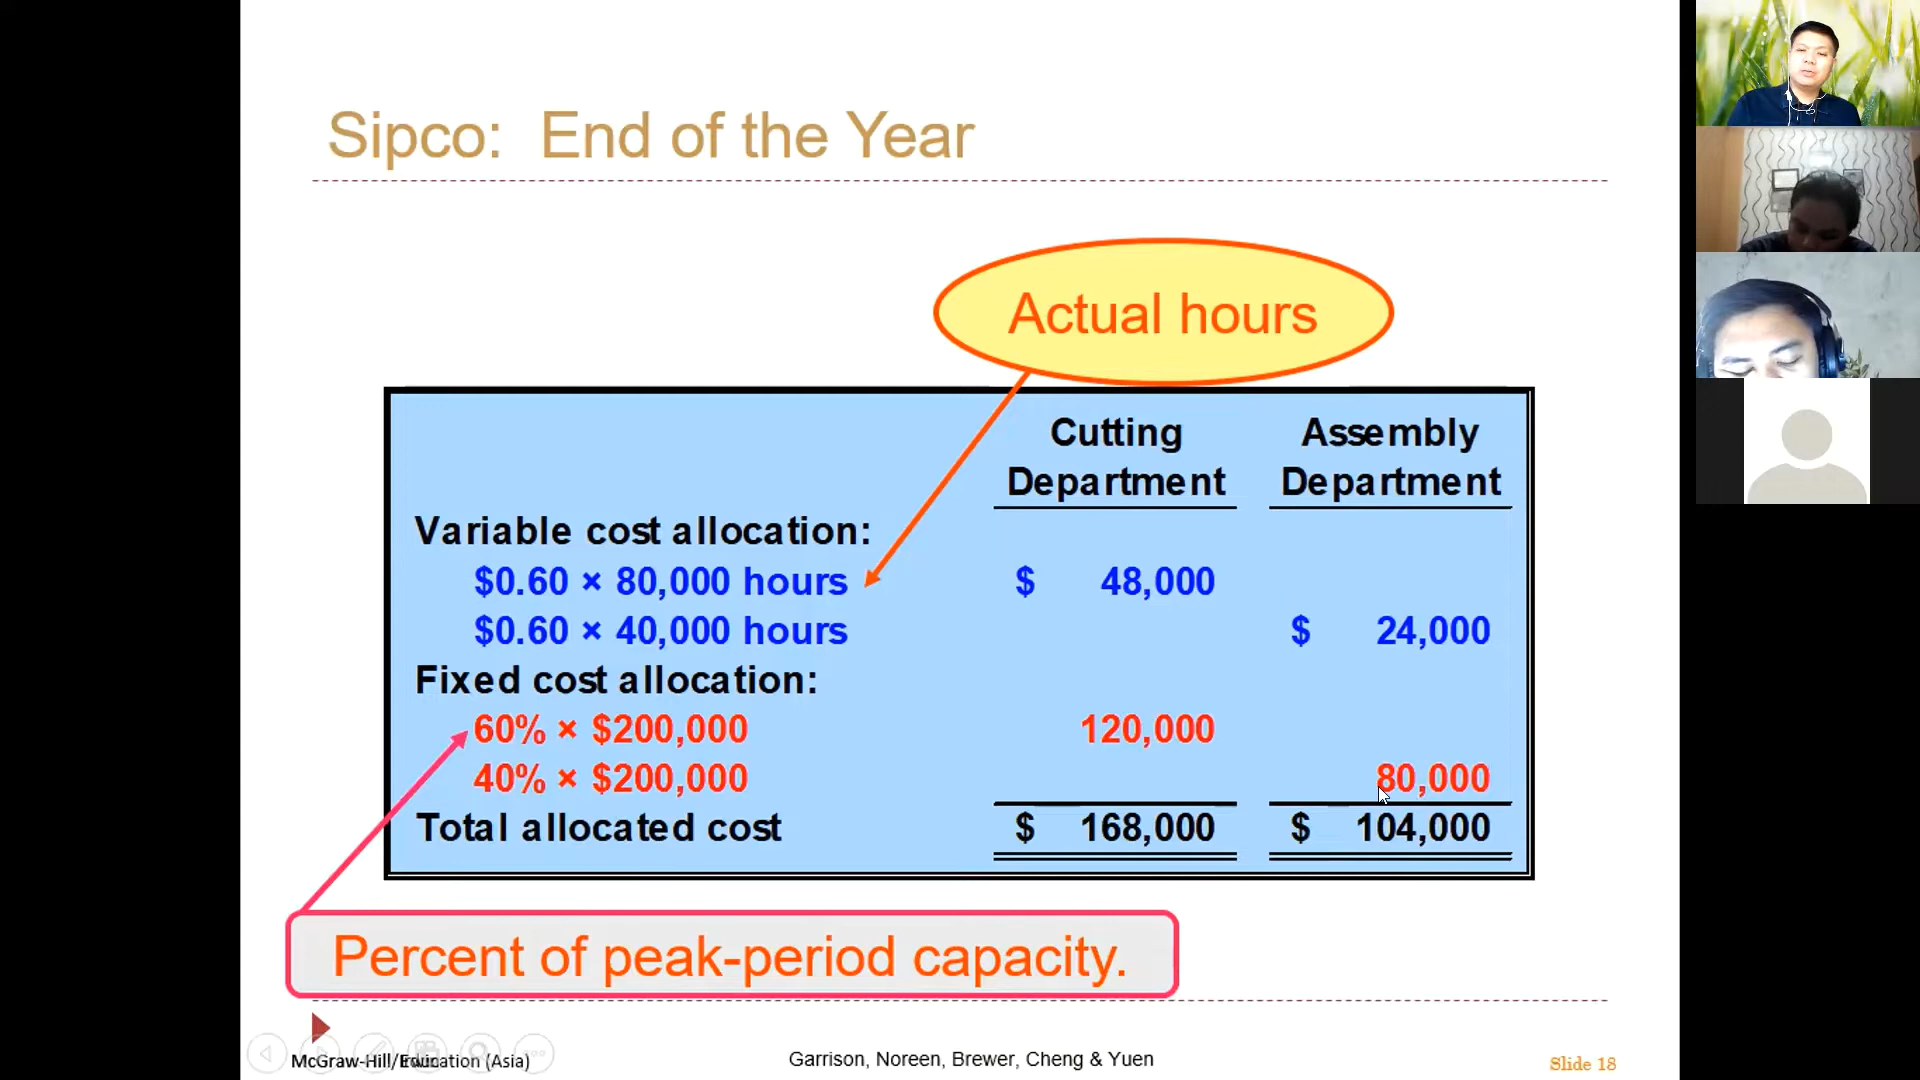 Sipco: End of the Year
Actual hours
Cutting Department
Assembly Department
Variable cost allocation:
$0.60 × 80,000 hours $ 48,000
$0.60 × 40,000 hours $ 24,000
Fixed cost allocation:
60% × $200,000 120,000
40% × $200,000 80,000
Total allocated cost $ 168,000 $ 104,000
Percent of peak-period capacity.
McGraw-Hill/Education (Asia)
Garrison, Noreen, Brewer, Cheng & Yuen
Slide 18